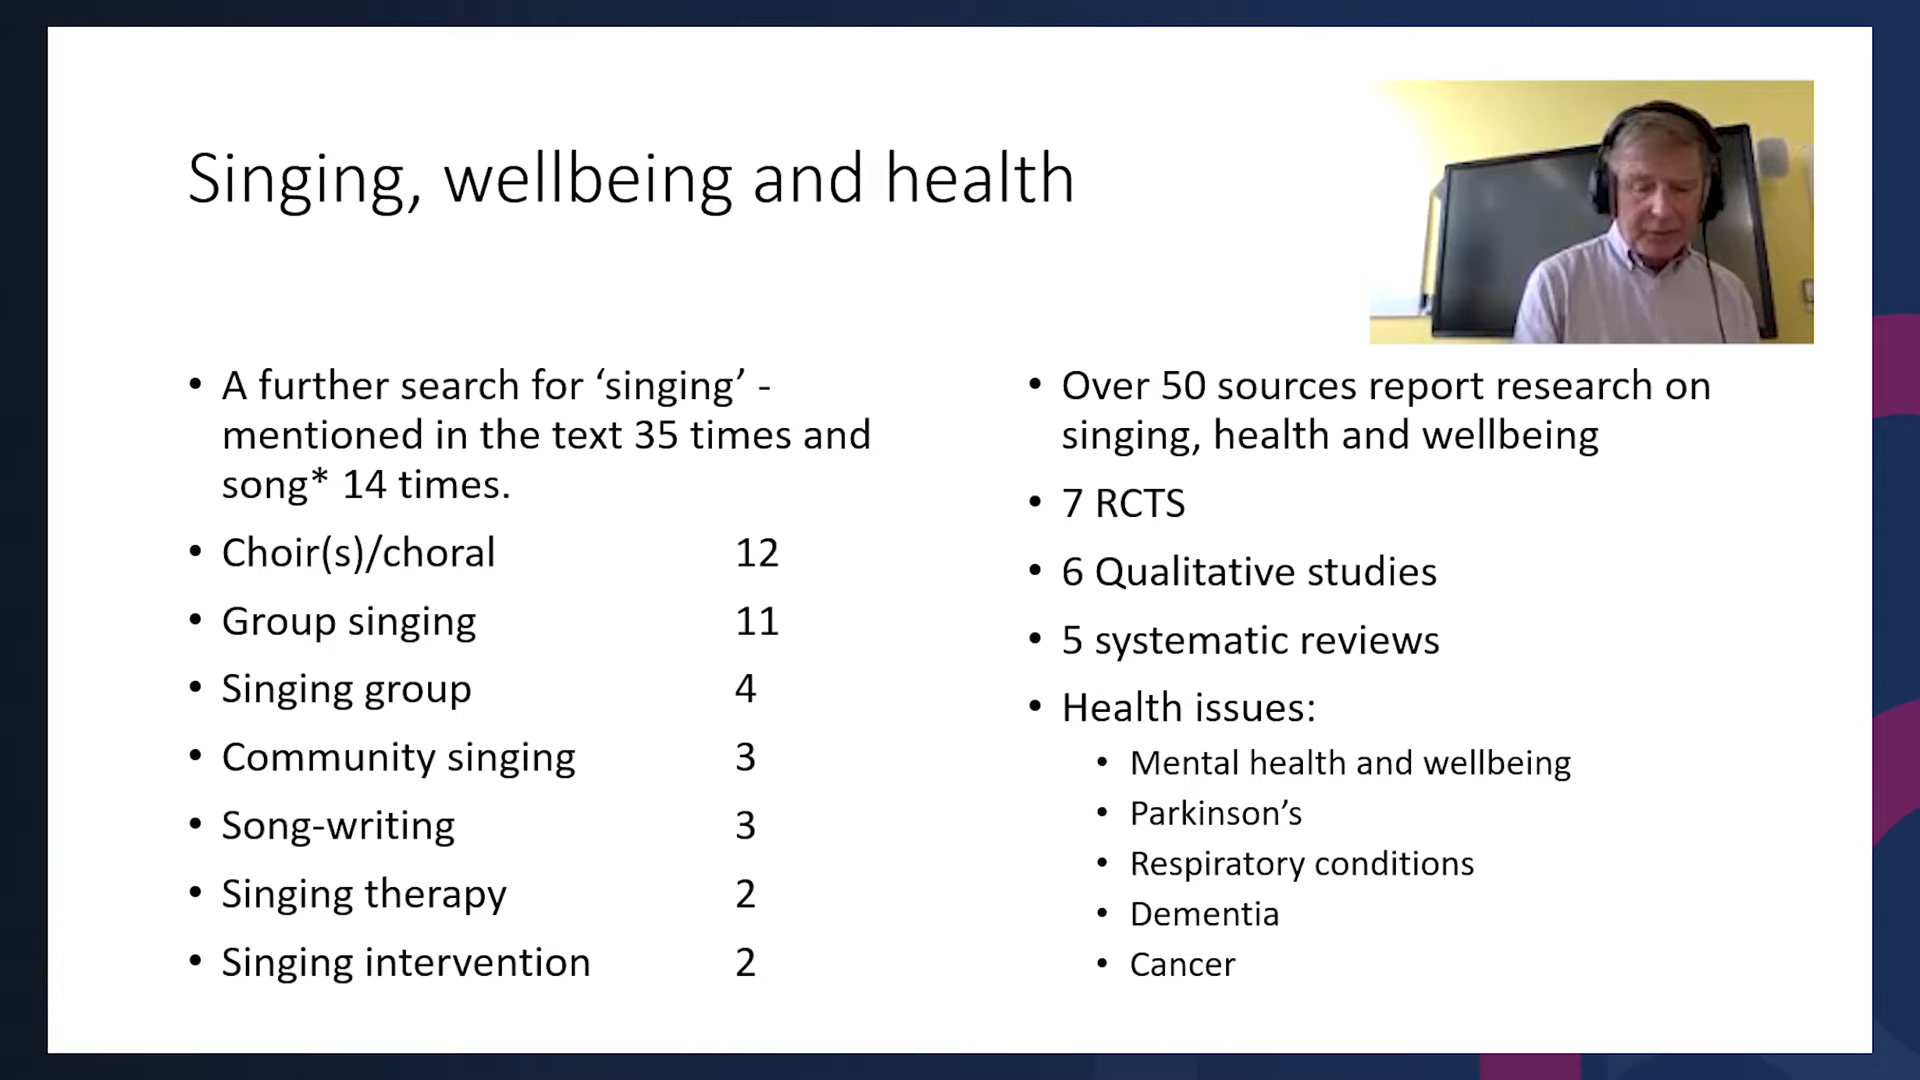 Singing, wellbeing and health
• A further search for ‘singing’ -
mentioned in the text 35 times and
song* 14 times.
• Choir(s)/choral 12
• Group singing 11
• Singing group 4
• Community singing 3
• Song-writing 3
• Singing therapy 2
• Singing intervention 2
• Over 50 sources report research on
singing, health and wellbeing
• 7 RCTS
• 6 Qualitative studies
• 5 systematic reviews
• Health issues:
• Mental health and wellbeing
• Parkinson’s
• Respiratory conditions
• Dementia
• Cancer